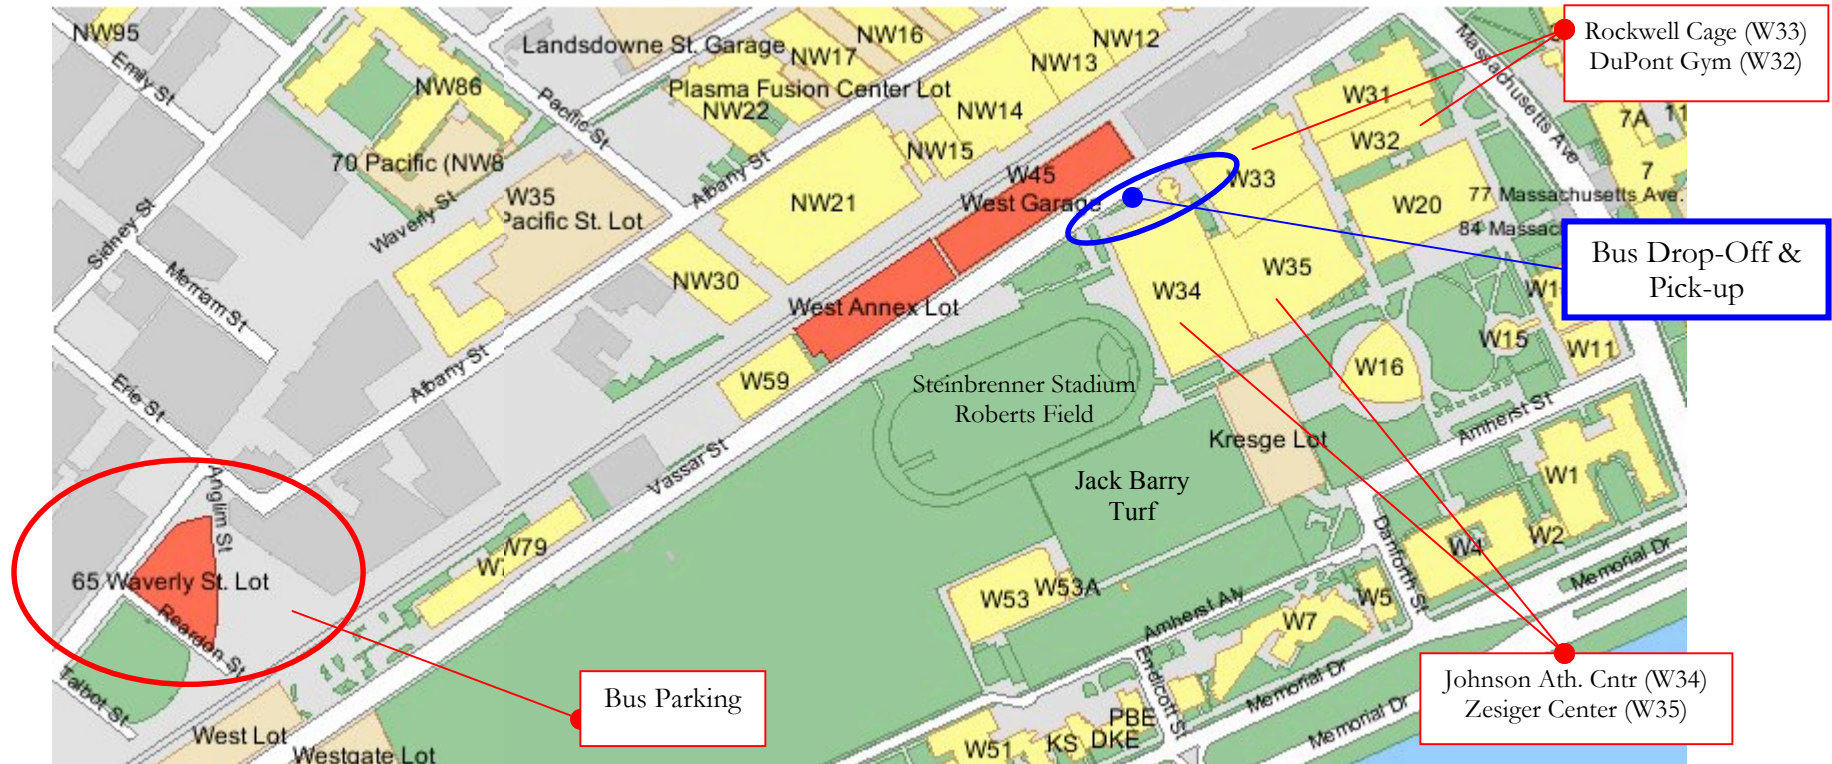 NW95
Emily St
Landsdowne St. Garage
NW16
NW17
NW12
NW13
Massachusetts Ave
Rockwell Cage (W33)
DuPont Gym (W32)
NW86
Pacific St
Plasma Fusion Center Lot
NW22
NW14
W31
W32
7A
11
70 Pacific (NW8
NW15
Albany St
W45
West Garage
W33
7
77 Massachusetts Ave.
W35
Pacific St. Lot
Waverly St
NW21
W20
84 Massac
Sidney St
Merriam St
NW30
West Annex Lot
W34
W35
Bus Drop-Off &
Pick-up
W1
W15
W11
W16
Erie St
Albany St
W59
Steinbrenner Stadium
Roberts Field
Amherst St
Kresge Lot
Vassar St
Jack Barry
Turf
W1
Anglim St
W2
W4
Danforth St
Memorial Dr
W79
W7
65 Waverly St. Lot
Reardon St
W53
W53A
Amherst Aly
W5
W7
Endicott St
Memorial Dr
Memorial Dr
Talbot St
Bus Parking
Johnson Ath. Cntr (W34)
Zesiger Center (W35)
West Lot
Westgate Lot
W51
KS
DKE
PBE